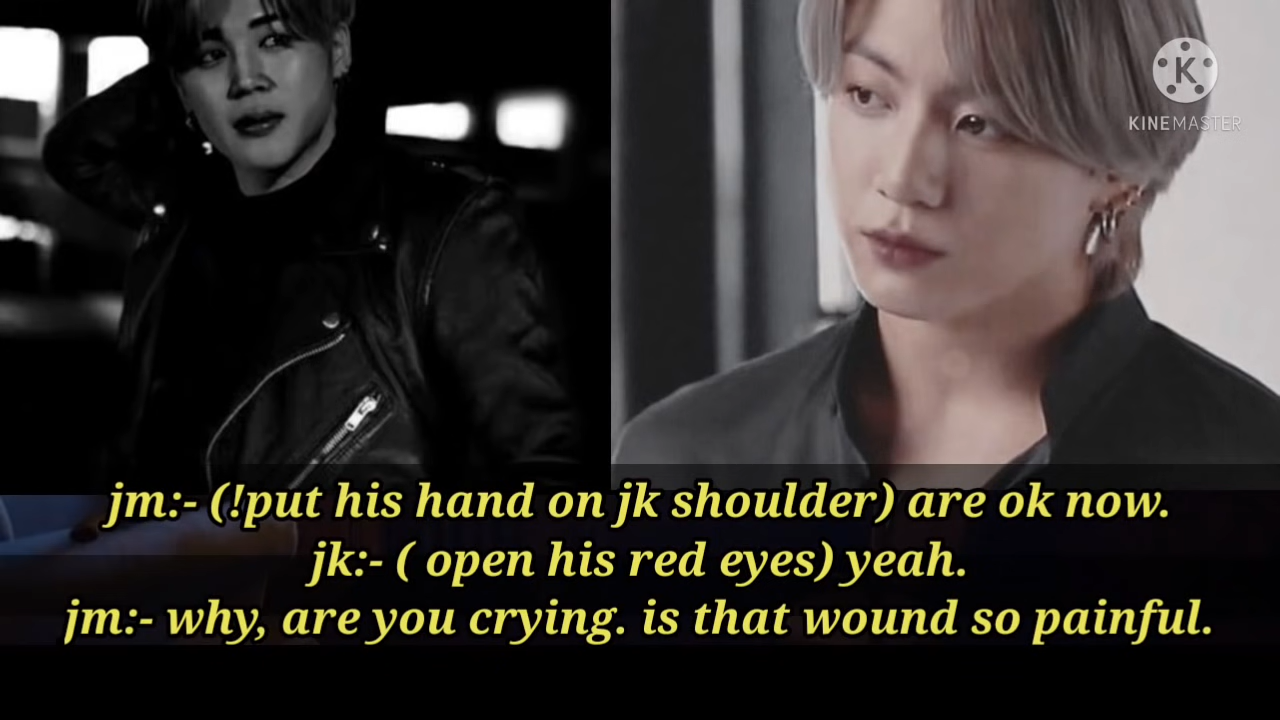 K
KINEMASTER
jm:- (!put his hand on jk shoulder) are ok now.
jk:- ( open his red eyes) yeah.
jm:- why, are you crying. is that wound so painful.